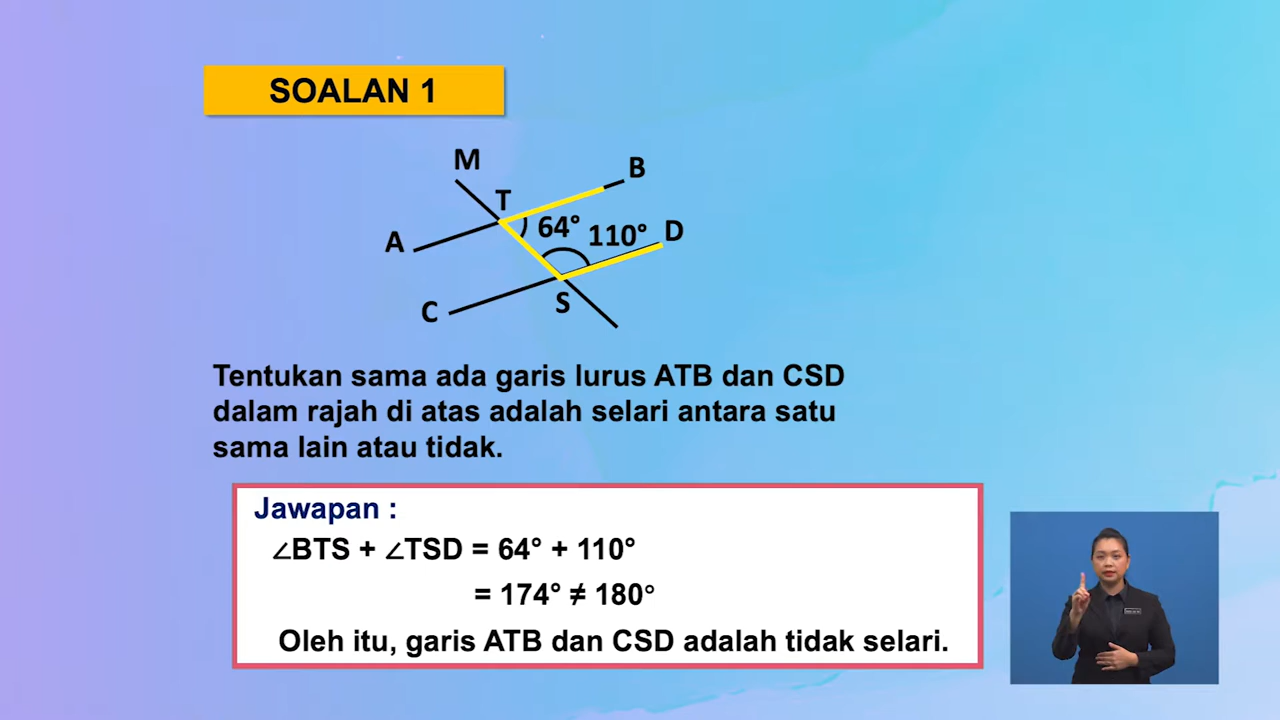 SOALAN 1
M
B
T
64°
110°
D
A
C
S
Tentukan sama ada garis lurus ATB dan CSD
dalam rajah di atas adalah selari antara satu
sama lain atau tidak.
Jawapan :
∠BTS + ∠TSD = 64° + 110°
= 174° ≠ 180°
Oleh itu, garis ATB dan CSD adalah tidak selari.